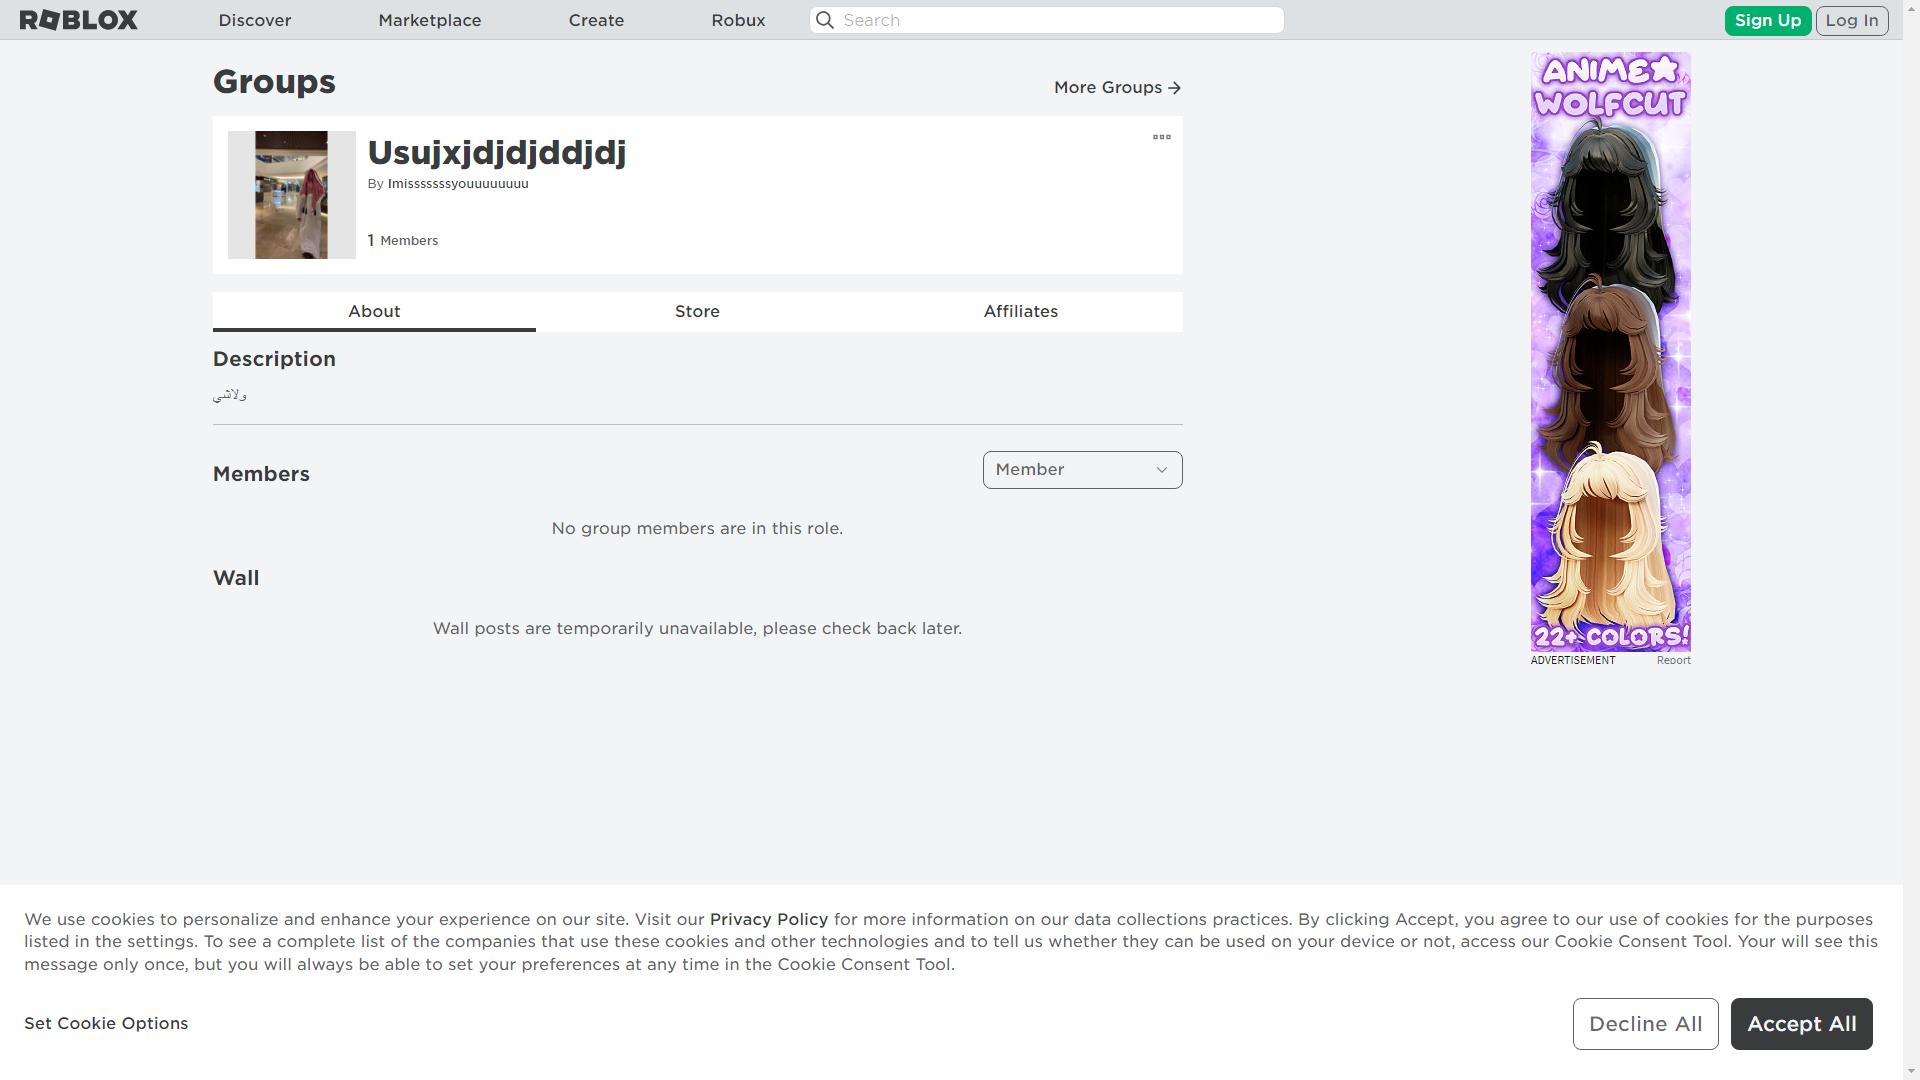 ROBLOX
Discover
Marketplace
Create
Robux
Search
Sign Up
Log In
Groups
More Groups
Usujxjdjdjddjdj
By Imisssssssyouuuuuuuu
1 Members
About
Store
Affiliates
Description
ولاشي
Members
Member
No group members are in this role.
Wall
Wall posts are temporarily unavailable, please check back later.
ANIME
WOLFCUT
22+ COLORS!
ADVERTISEMENT
Report
We use cookies to personalize and enhance your experience on our site. Visit our Privacy Policy for more information on our data collections practices. By clicking Accept, you agree to our use of cookies for the purposes
listed in the settings. To see a complete list of the companies that use these cookies and other technologies and to tell us whether they can be used on your device or not, access our Cookie Consent Tool. Your will see this
message only once, but you will always be able to set your preferences at any time in the Cookie Consent Tool.
Set Cookie Options
Decline All
Accept All